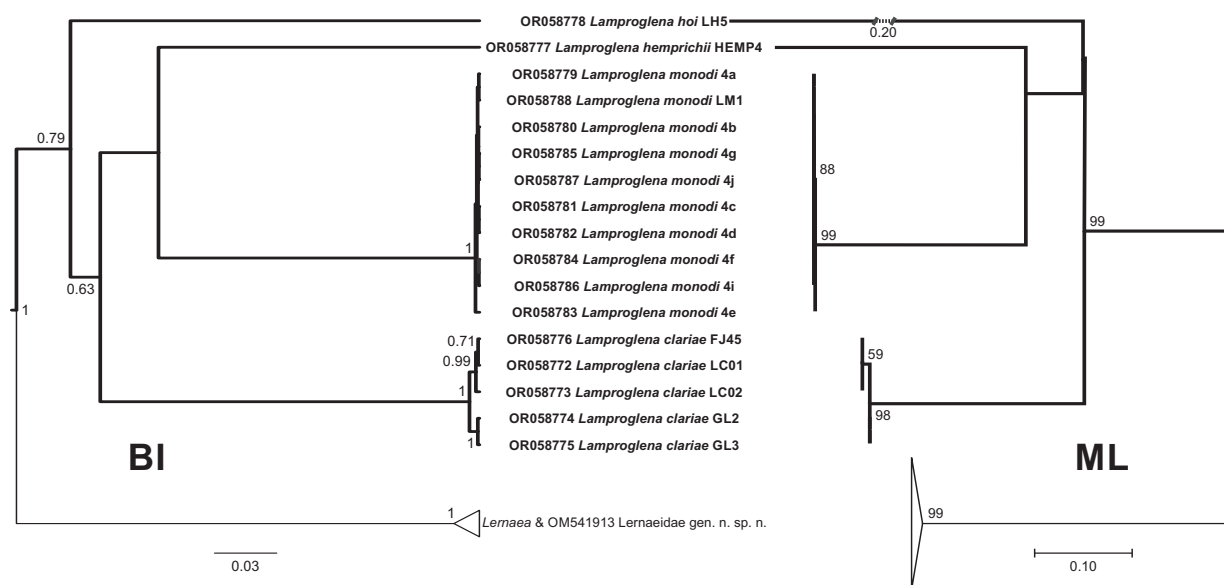 OR058778 Lamproglena hoi LH5
0.20
OR058777 Lamproglena hemprichii HEMP4
OR058779 Lamproglena monodi 4a
OR058788 Lamproglena monodi LM1
OR058780 Lamproglena monodi 4b
0.79
OR058785 Lamproglena monodi 4g
88
OR058787 Lamproglena monodi 4j
OR058781 Lamproglena monodi 4c
99
OR058782 Lamproglena monodi 4d
1
99
OR058784 Lamproglena monodi 4f
0.63
OR058786 Lamproglena monodi 4i
1
OR058783 Lamproglena monodi 4e
0.71
OR058776 Lamproglena clariae FJ45
59
0.99
OR058772 Lamproglena clariae LC01
1
OR058773 Lamproglena clariae LC02
98
OR058774 Lamproglena clariae GL2
1
OR058775 Lamproglena clariae GL3
BI
ML
1
Lernaea & OM541913 Lernaeidae gen. n. sp. n.
99
0.03
0.10